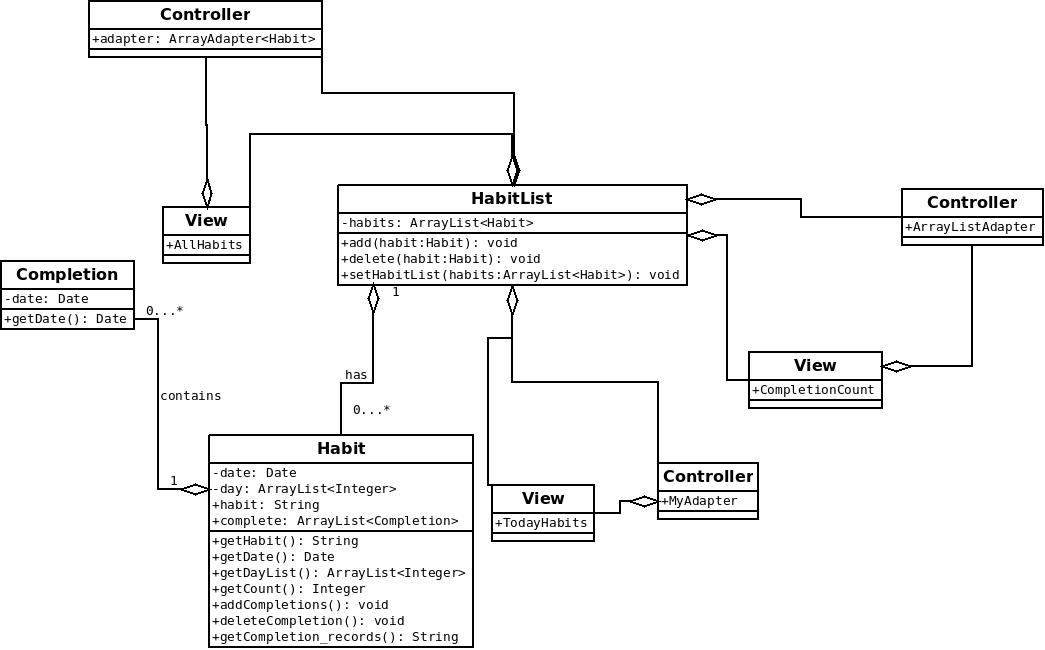 Controller
+adapter: ArrayAdapter<Habit>
View
+AllHabits
HabitList
-habits: ArrayList<Habit>
+add(habit:Habit): void
+delete(habit:Habit): void
+setHabitList(habits:ArrayList<Habit>): void
Controller
+ArrayListAdapter
Completion
-date: Date
+getDate(): Date
0...*
contains
1
1
has
0...*
View
+CompletionCount
Habit
-date: Date
-day: ArrayList<Integer>
+habit: String
+complete: ArrayList<Completion>
+getHabit(): String
+getDate(): Date
+getDayList(): ArrayList<Integer>
+getCount(): Integer
+addCompletions(): void
+deleteCompletion(): void
+getCompletion_records(): String
View
+TodayHabits
Controller
+MyAdapter